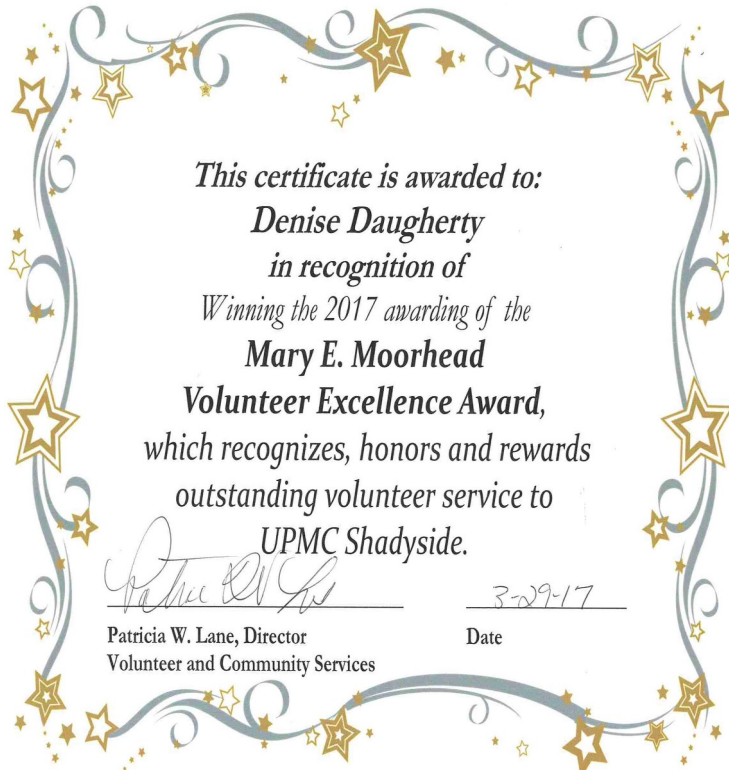 This certificate is awarded to:
Denise Daugherty
in recognition of
Winning the 2017 awarding of the
Mary E. Moorhead
Volunteer Excellence Award,
which recognizes, honors and rewards
outstanding volunteer service to
UPMC Shadyside.
3-29-17
Patricia W. Lane, Director
Date
Volunteer and Community Services